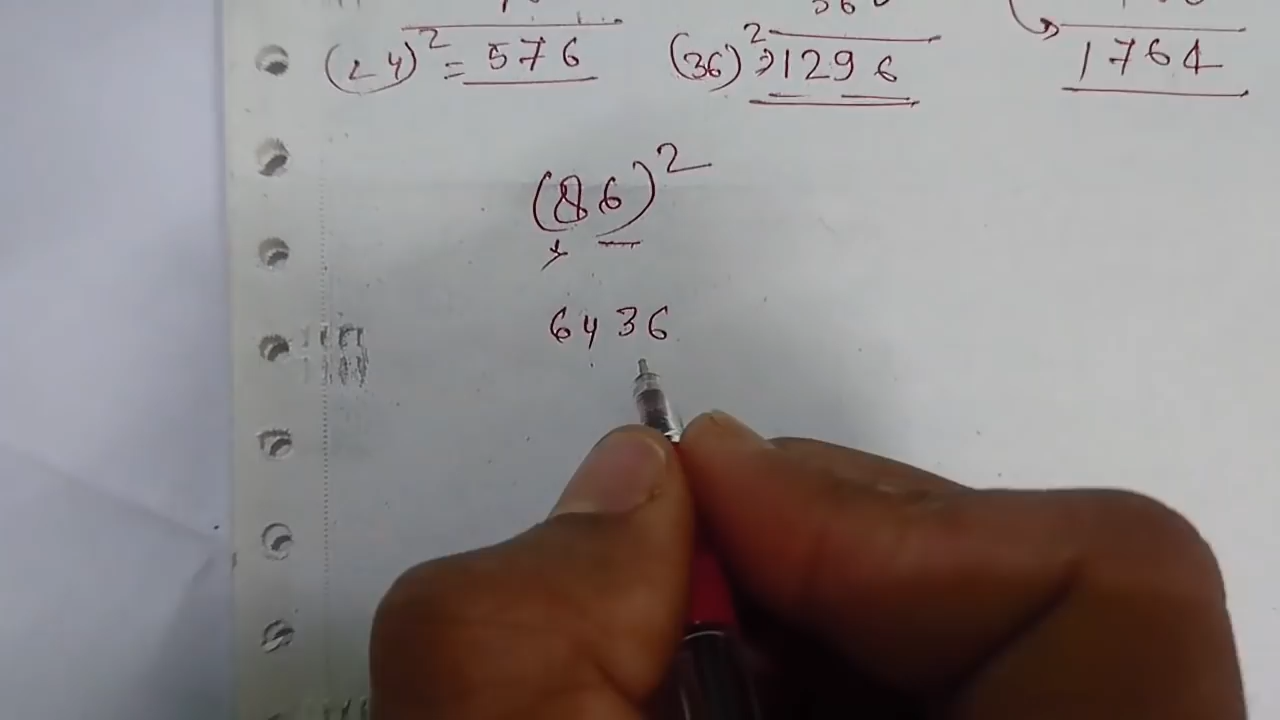 (24)² = 576 (36)² ⇒ 1296 1764
(86)²
6436